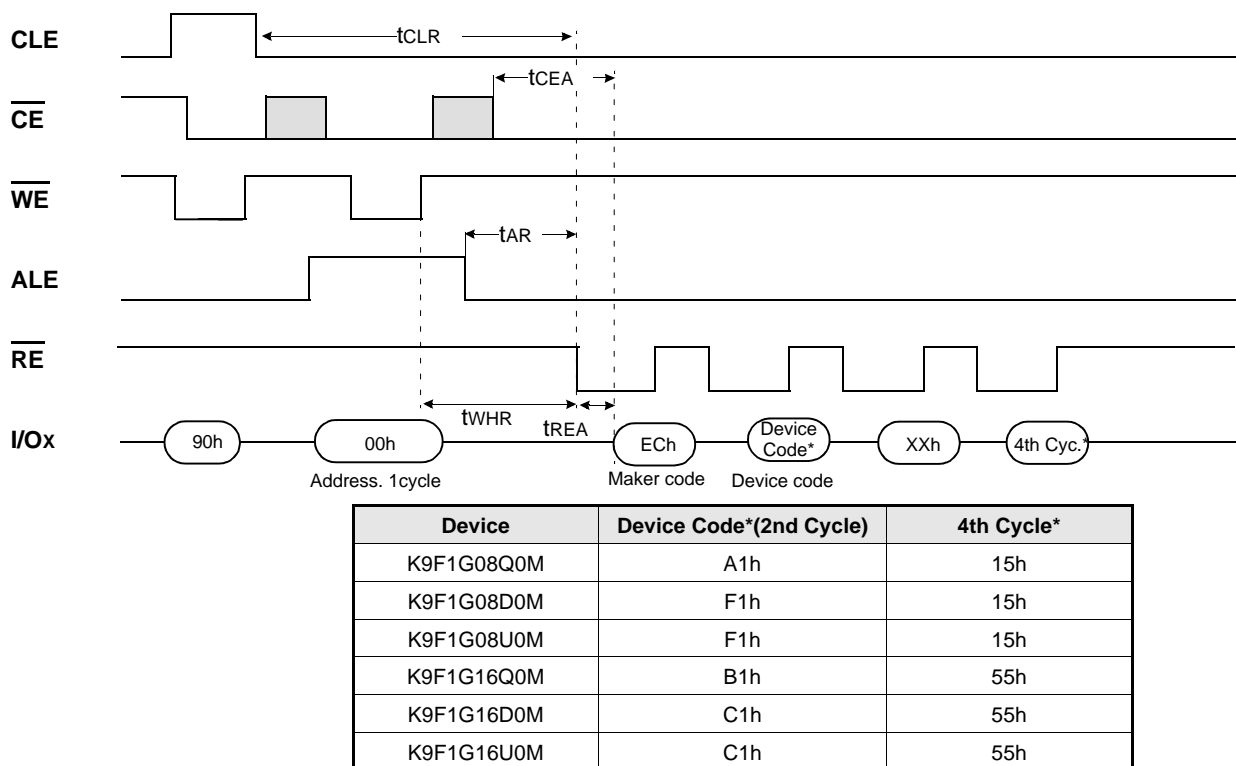 CLE
tCLR
tCEA
CE
WE
tAR
ALE
RE
tWHR
tREA
I/Ox
90h
00h
ECh
Device
Code*
XXh
4th Cyc.*
Address. 1cycle
Maker code
Device code
Device Device Code*(2nd Cycle) 4th Cycle*
K9F1G08Q0M A1h 15h
K9F1G08D0M F1h 15h
K9F1G08U0M F1h 15h
K9F1G16Q0M B1h 55h
K9F1G16D0M C1h 55h
K9F1G16U0M C1h 55h